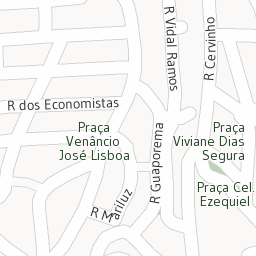 R Vidal Ramos
R Cervinho
R dos Economistas
Praça
Venâncio
José Lisboa
R Guaporema
Praça
Viviane Dias
Segura
Praça Cel.
Ezequiel
R Mariluz